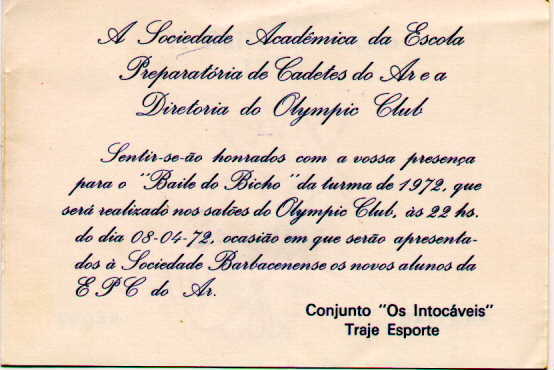 A Sociedade Acadêmica da Escola
Preparatória de Cadetes do Ar e a
Diretoria do Olympic Club
Sentir-se-ão honrados com a vossa presença
para o "Baile do Bicho" da turma de 1972, que
será realizado nos salões do Olympic Club, às 22 hs.
do dia 08-04-72, ocasião em que serão apresenta-
dos à Sociedade Barbacenense os novos alunos da
E P C do Ar.
Conjunto "Os Intocáveis"
Traje Esporte